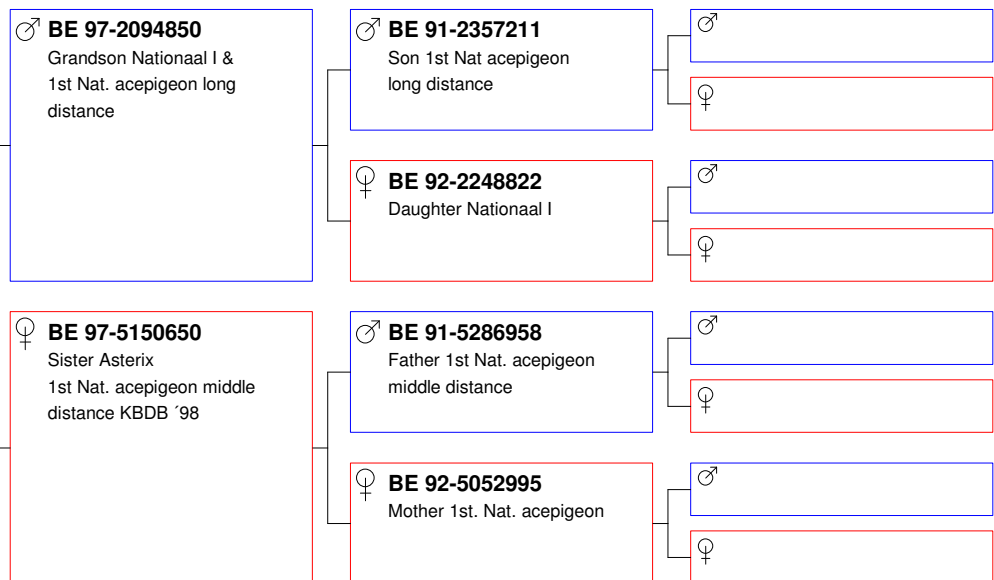 BE 97-2094850
Grandson Nationaal I &
1st Nat. acepigeon long
distance
BE 91-2357211
Son 1st Nat acepigeon
long distance
BE 92-2248822
Daughter Nationaal I
BE 97-5150650
Sister Asterix
1st Nat. acepigeon middle
distance KBDB ´98
BE 91-5286958
Father 1st Nat. acepigeon
middle distance
BE 92-5052995
Mother 1st. Nat. acepigeon